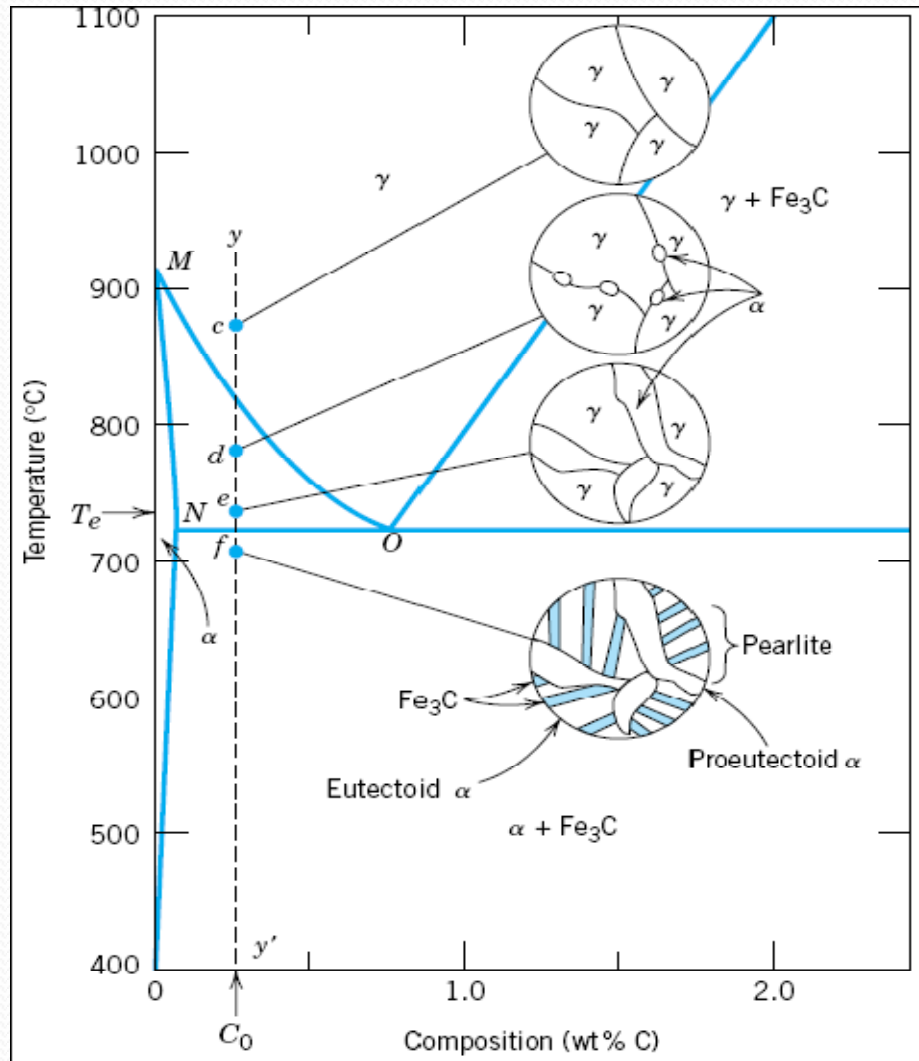 1100
1000
900
800
700
600
500
400
Temperature (°C)
γ
γ
γ
γ
γ
γ + Fe₃C
y
M
c
γ
γ
γ
γ
α
d
γ
γ
γ
γ
e
N
Tₑ
f
O
α
Pearlite
Fe₃C
Proeutectoid α
Eutectoid α
α + Fe₃C
y′
0
1.0
2.0
C₀
Composition (wt% C)